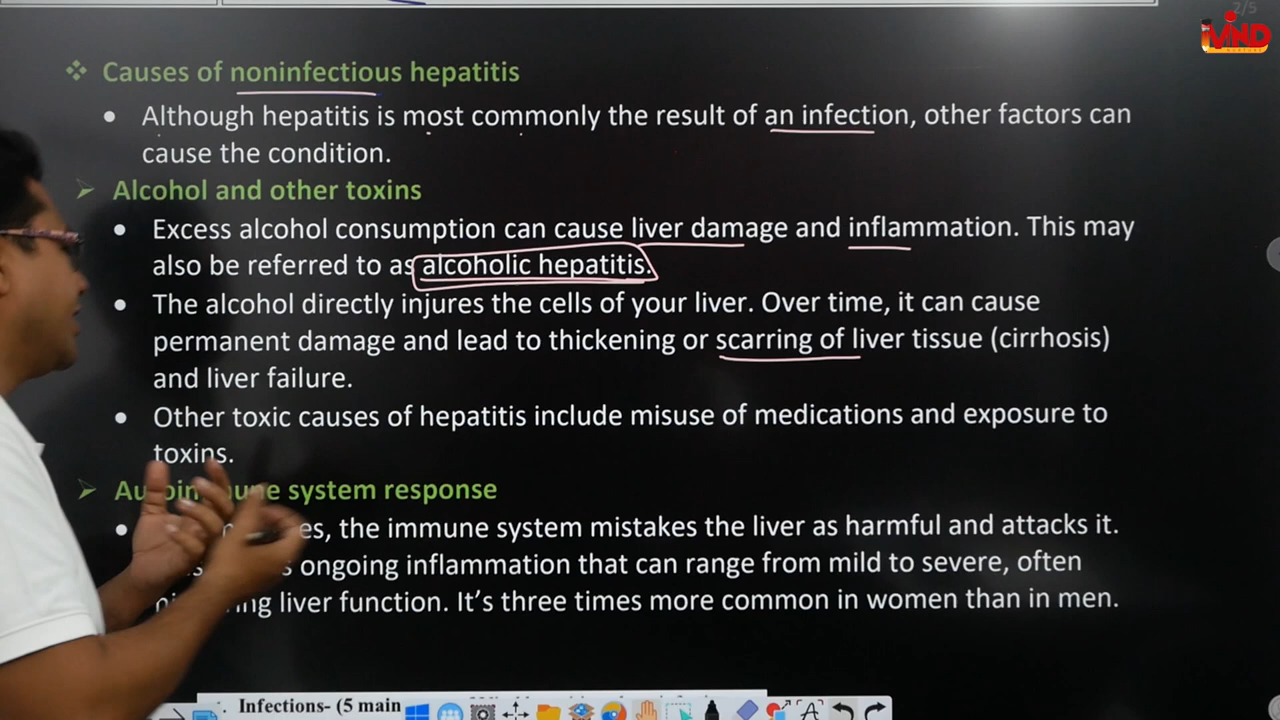 2/5
MIND
Causes of noninfectious hepatitis
Although hepatitis is most commonly the result of an infection, other factors can
cause the condition.
Alcohol and other toxins
Excess alcohol consumption can cause liver damage and inflammation. This may
also be referred to as alcoholic hepatitis.
The alcohol directly injures the cells of your liver. Over time, it can cause
permanent damage and lead to thickening or scarring of liver tissue (cirrhosis)
and liver failure.
Other toxic causes of hepatitis include misuse of medications and exposure to
toxins.
system response
the immune system mistakes the liver as harmful and attacks it.
ongoing inflammation that can range from mild to severe, often
liver function. It’s three times more common in women than in men.
Infections- (5 main